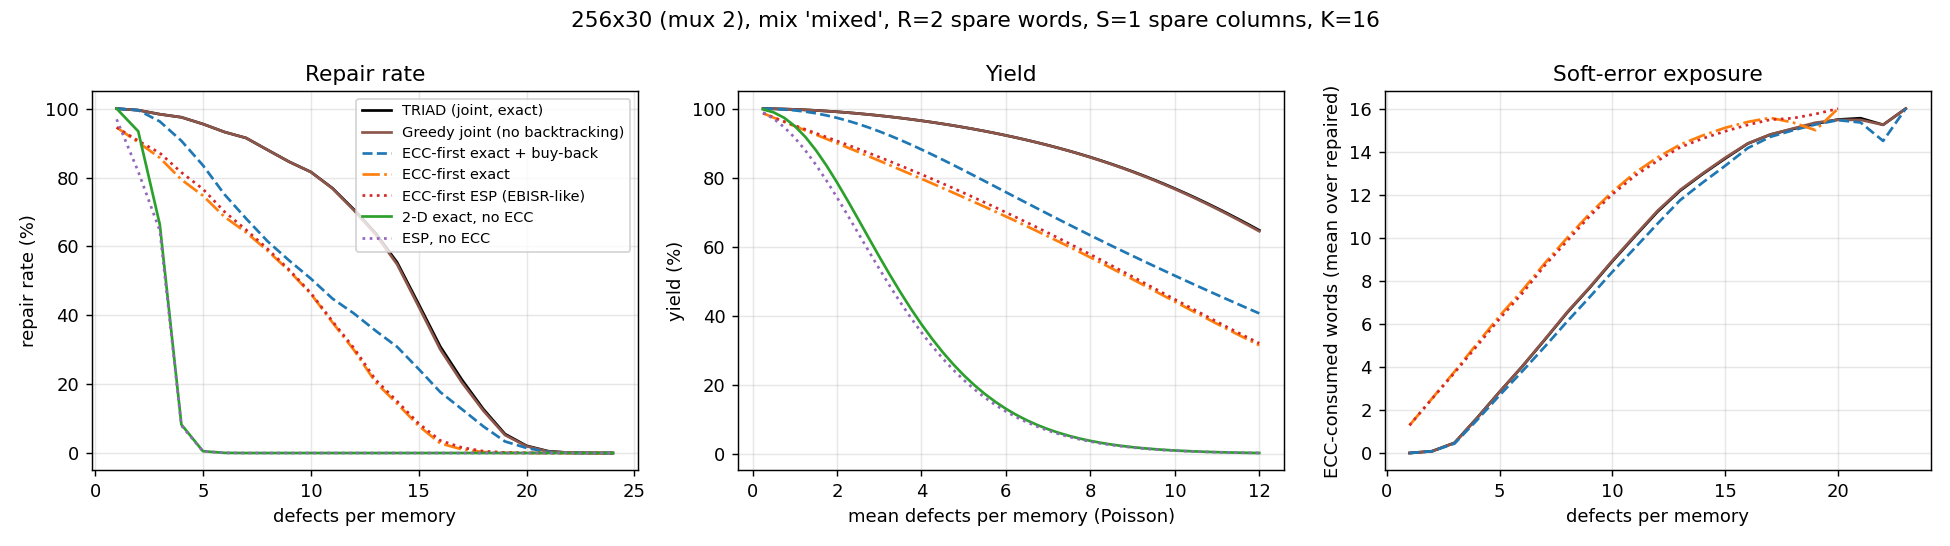 256x30 (mux 2), mix 'mixed', R=2 spare words, S=1 spare columns, K=16
Repair rate
repair rate (%)
100
80
60
40
20
0
0 5 10 15 20 25
defects per memory
TRIAD (joint, exact)
Greedy joint (no backtracking)
ECC-first exact + buy-back
ECC-first exact
ECC-first ESP (EBISR-like)
2-D exact, no ECC
ESP, no ECC
Yield
yield (%)
100
80
60
40
20
0
0 2 4 6 8 10 12
mean defects per memory (Poisson)
Soft-error exposure
ECC-consumed words (mean over repaired)
16
14
12
10
8
6
4
2
0
0 5 10 15 20
defects per memory